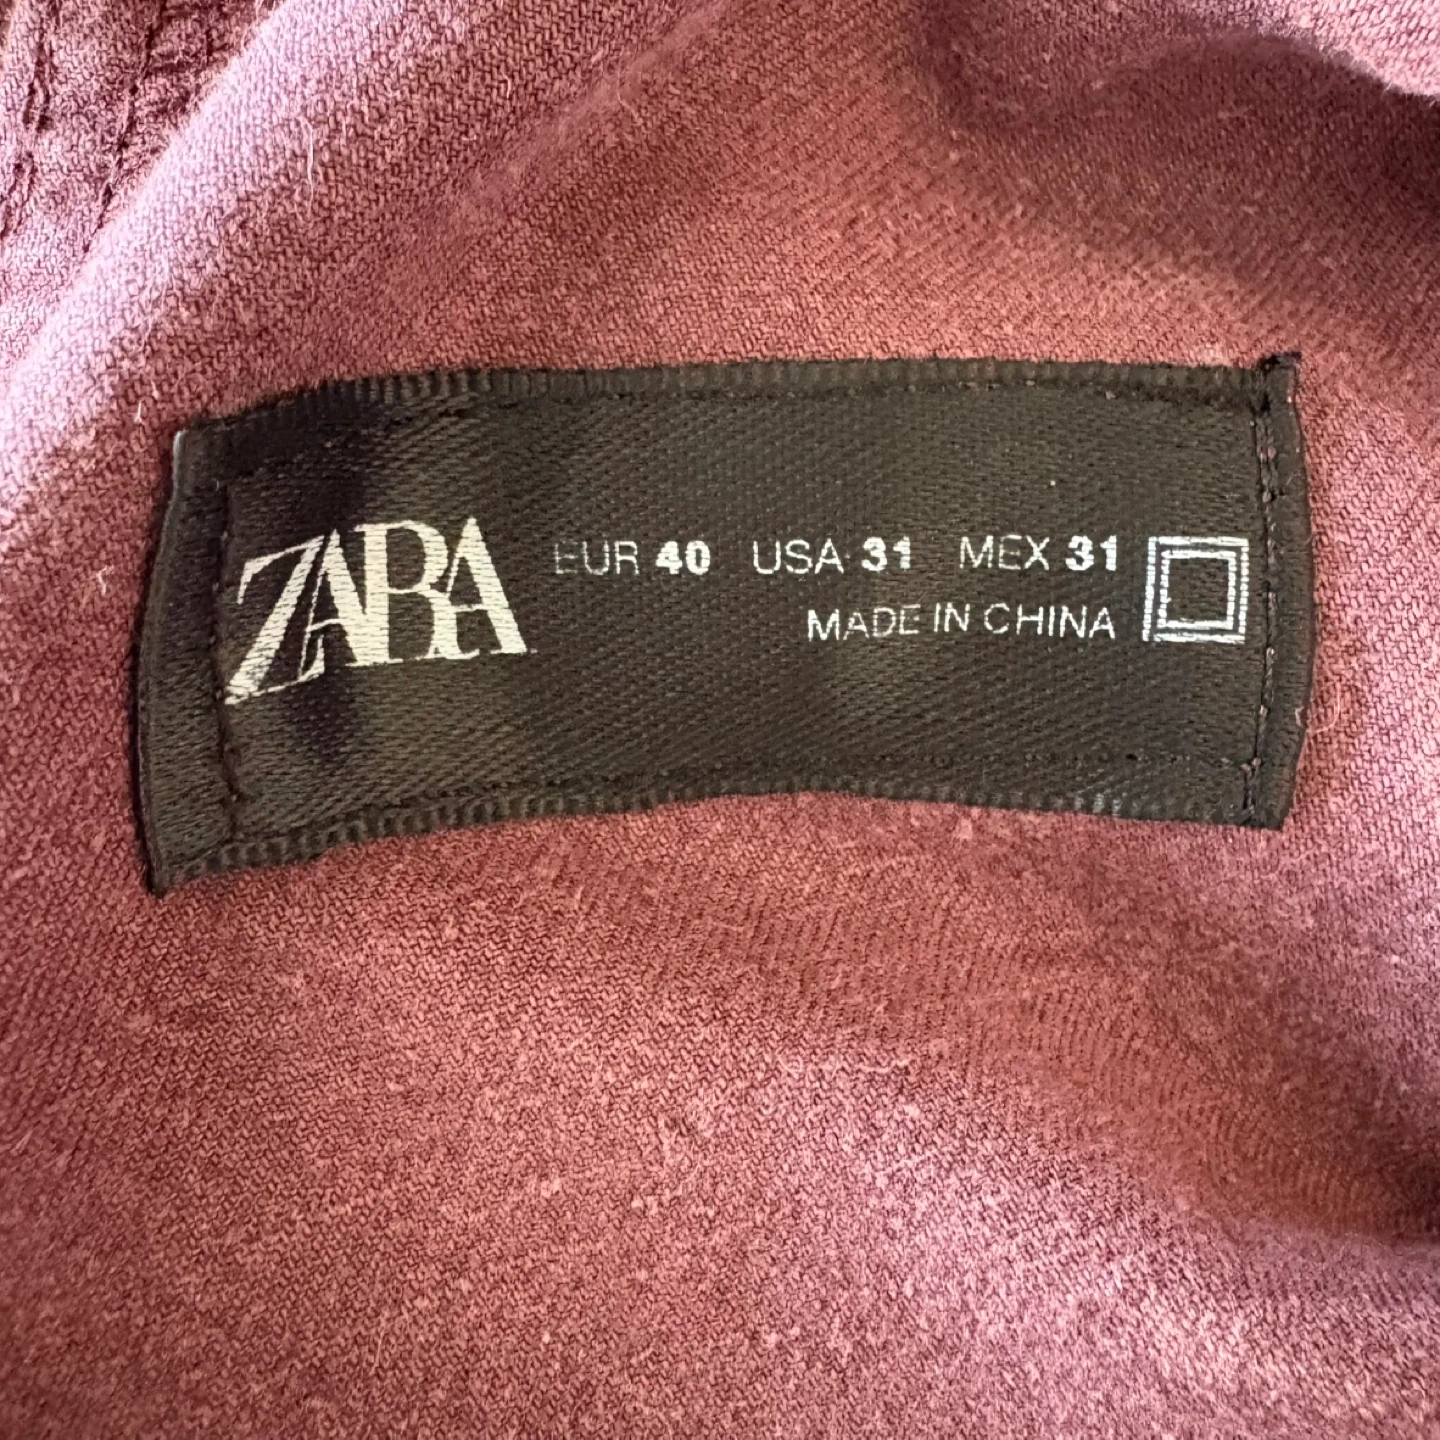 ZARA EUR 40 USA 31 MEX 31
MADE IN CHINA